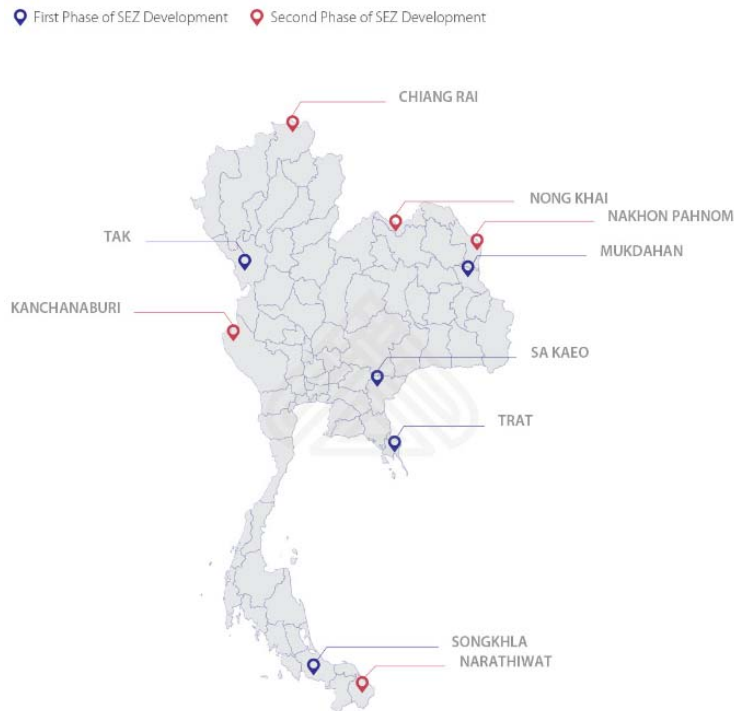 First Phase of SEZ Development Second Phase of SEZ Development
CHIANG RAI
NONG KHAI
NAKHON PAHNOM
TAK
MUKDAHAN
KANCHANABURI
SA KAEO
TRAT
SONGKHLA
NARATHIWAT